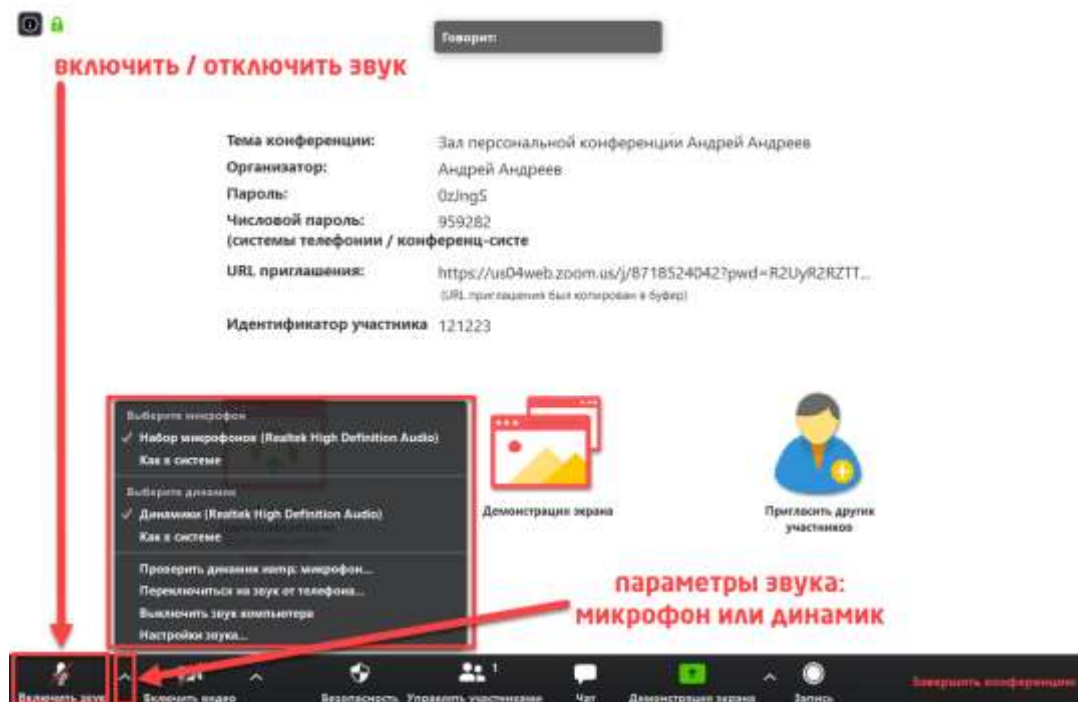 Говорит:
включить / отключить звук
Тема конференции: Зал персональной конференции Андрей Андреев
Организатор: Андрей Андреев
Пароль: 0zJngS
Числовой пароль: 959282
(системы телефонии / конференц-систе
URL приглашения: https://us04web.zoom.us/j/8718524042?pwd=R2UyR2RZTT...
(URL приглашения был копирован в буфер)
Идентификатор участника 121223
Выберите микрофон
Набор микрофонов (Realtek High Definition Audio)
Как в системе
Выберите динамик
Динамики (Realtek High Definition Audio)
Как в системе
Проверить динамик иапр: микрофон...
Переключиться на звук от телефона...
Выключить звук компьютера
Настройки звука...
Демонстрация экрана
Пригласить других
участников
параметры звука:
микрофон или динамик
1
Включить звук Включить видео Безопасность Управлять участниками Чат Демонстрация экрана Запись Завершить конференцию